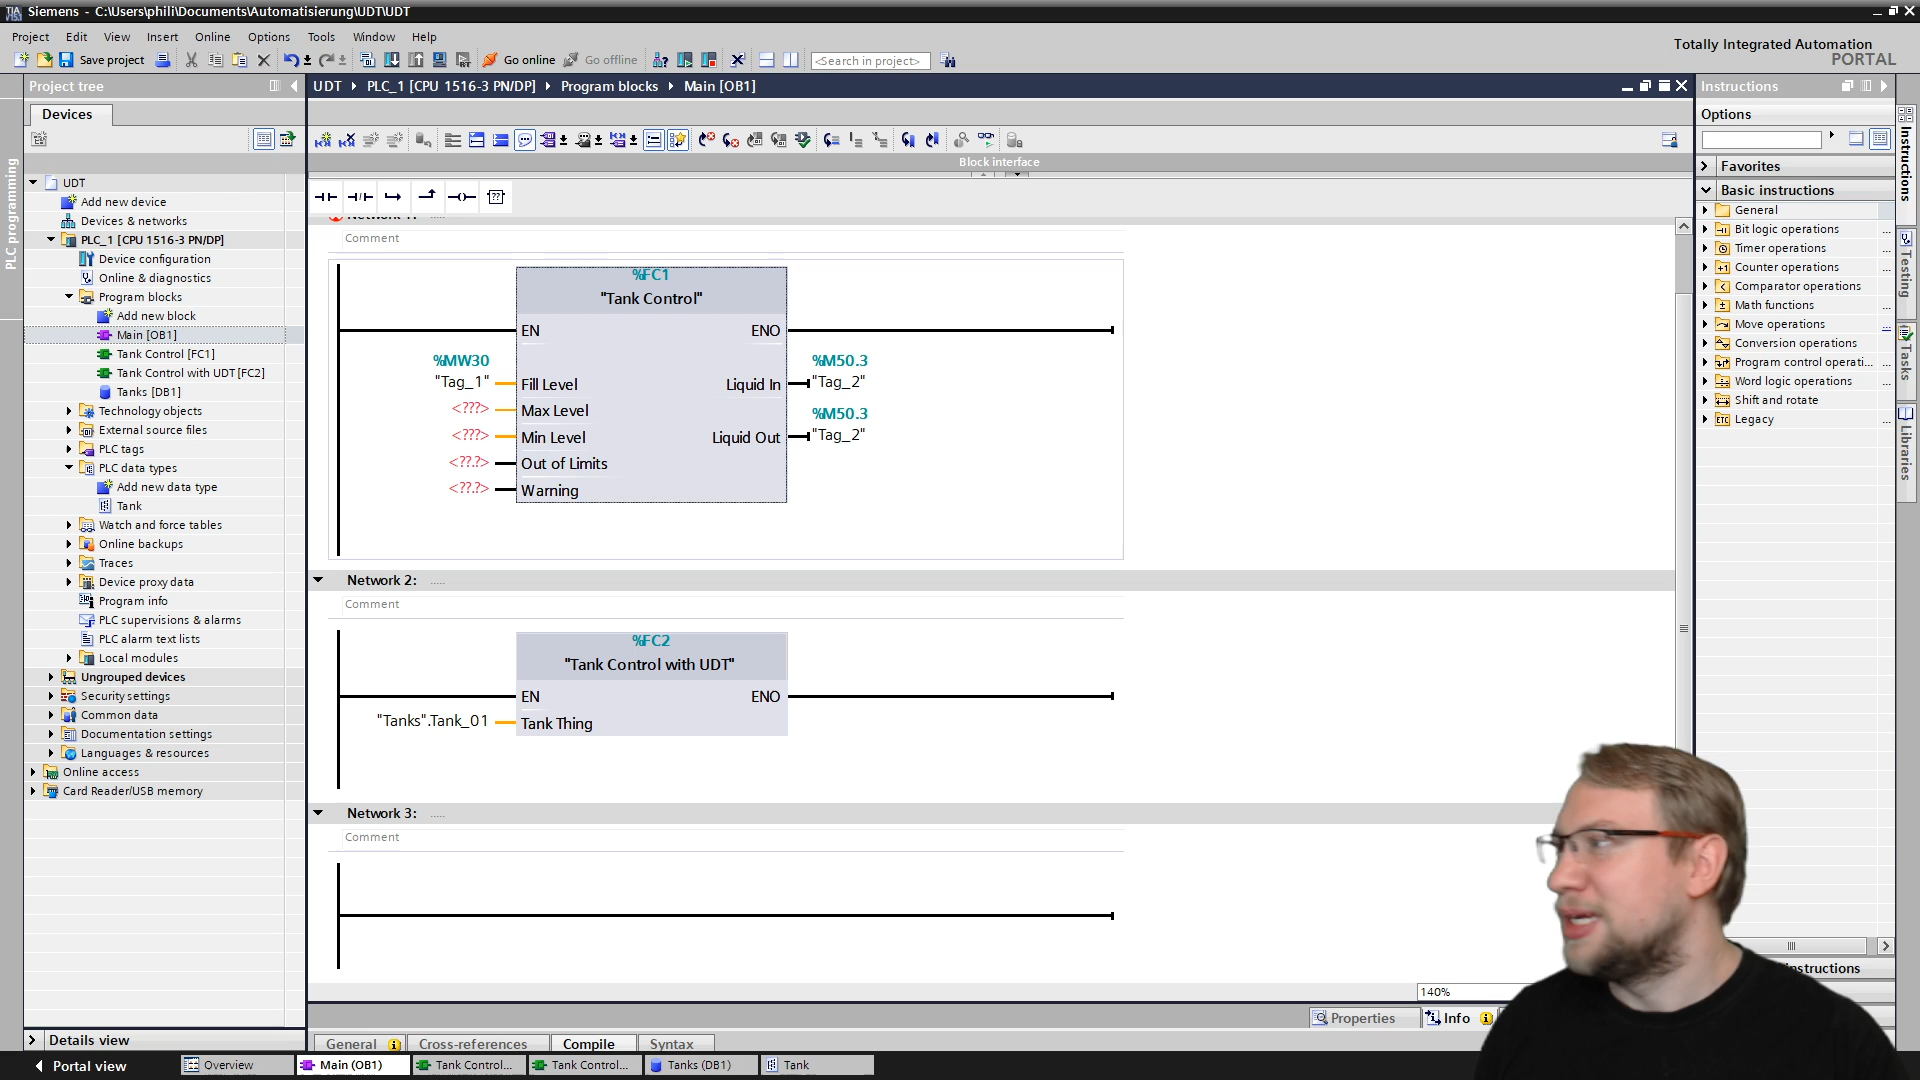 Siemens - C:\Users\phili\Documents\Automatisierung\UDT\UDT
Project Edit View Insert Online Options Tools Window Help
Totally Integrated Automation
PORTAL
Save project
Go online
Go offline
<Search in project>
Project tree
UDT PLC_1 [CPU 1516-3 PN/DP] Program blocks Main [OB1]
Instructions
Devices
Options
Block interface
PLC programming
UDT
Add new device
Devices & networks
PLC_1 [CPU 1516-3 PN/DP]
Device configuration
Online & diagnostics
Program blocks
Add new block
Main [OB1]
Tank Control [FC1]
Tank Control with UDT [FC2]
Tanks [DB1]
Technology objects
External source files
PLC tags
PLC data types
Add new data type
Tank
Watch and force tables
Online backups
Traces
Device proxy data
Program info
PLC supervisions & alarms
PLC alarm text lists
Local modules
Ungrouped devices
Security settings
Common data
Documentation settings
Languages & resources
Online access
Card Reader/USB memory
Details view
Comment
%FC1
"Tank Control"
EN ENO
%MW30
"Tag_1" Fill Level
<???> Max Level
<???> Min Level
<??.?> Out of Limits
<??.?> Warning
%M50.3
Liquid In "Tag_2"
%M50.3
Liquid Out "Tag_2"
Network 2: .....
Comment
%FC2
"Tank Control with UDT"
EN ENO
"Tanks".Tank_01 Tank Thing
Network 3: .....
Comment
140%
Properties Info
General Cross-references Compile Syntax
Favorites
Basic instructions
General
Bit logic operations ...
Timer operations ...
Counter operations ...
Comparator operations ...
Math functions ...
Move operations ...
Conversion operations ...
Program control operati... ...
Word logic operations ...
Shift and rotate ...
Legacy ...
Instructions
Testing
Tasks
Libraries
Portal view
Overview
Main (OB1)
Tank Control...
Tank Control...
Tanks (DB1)
Tank